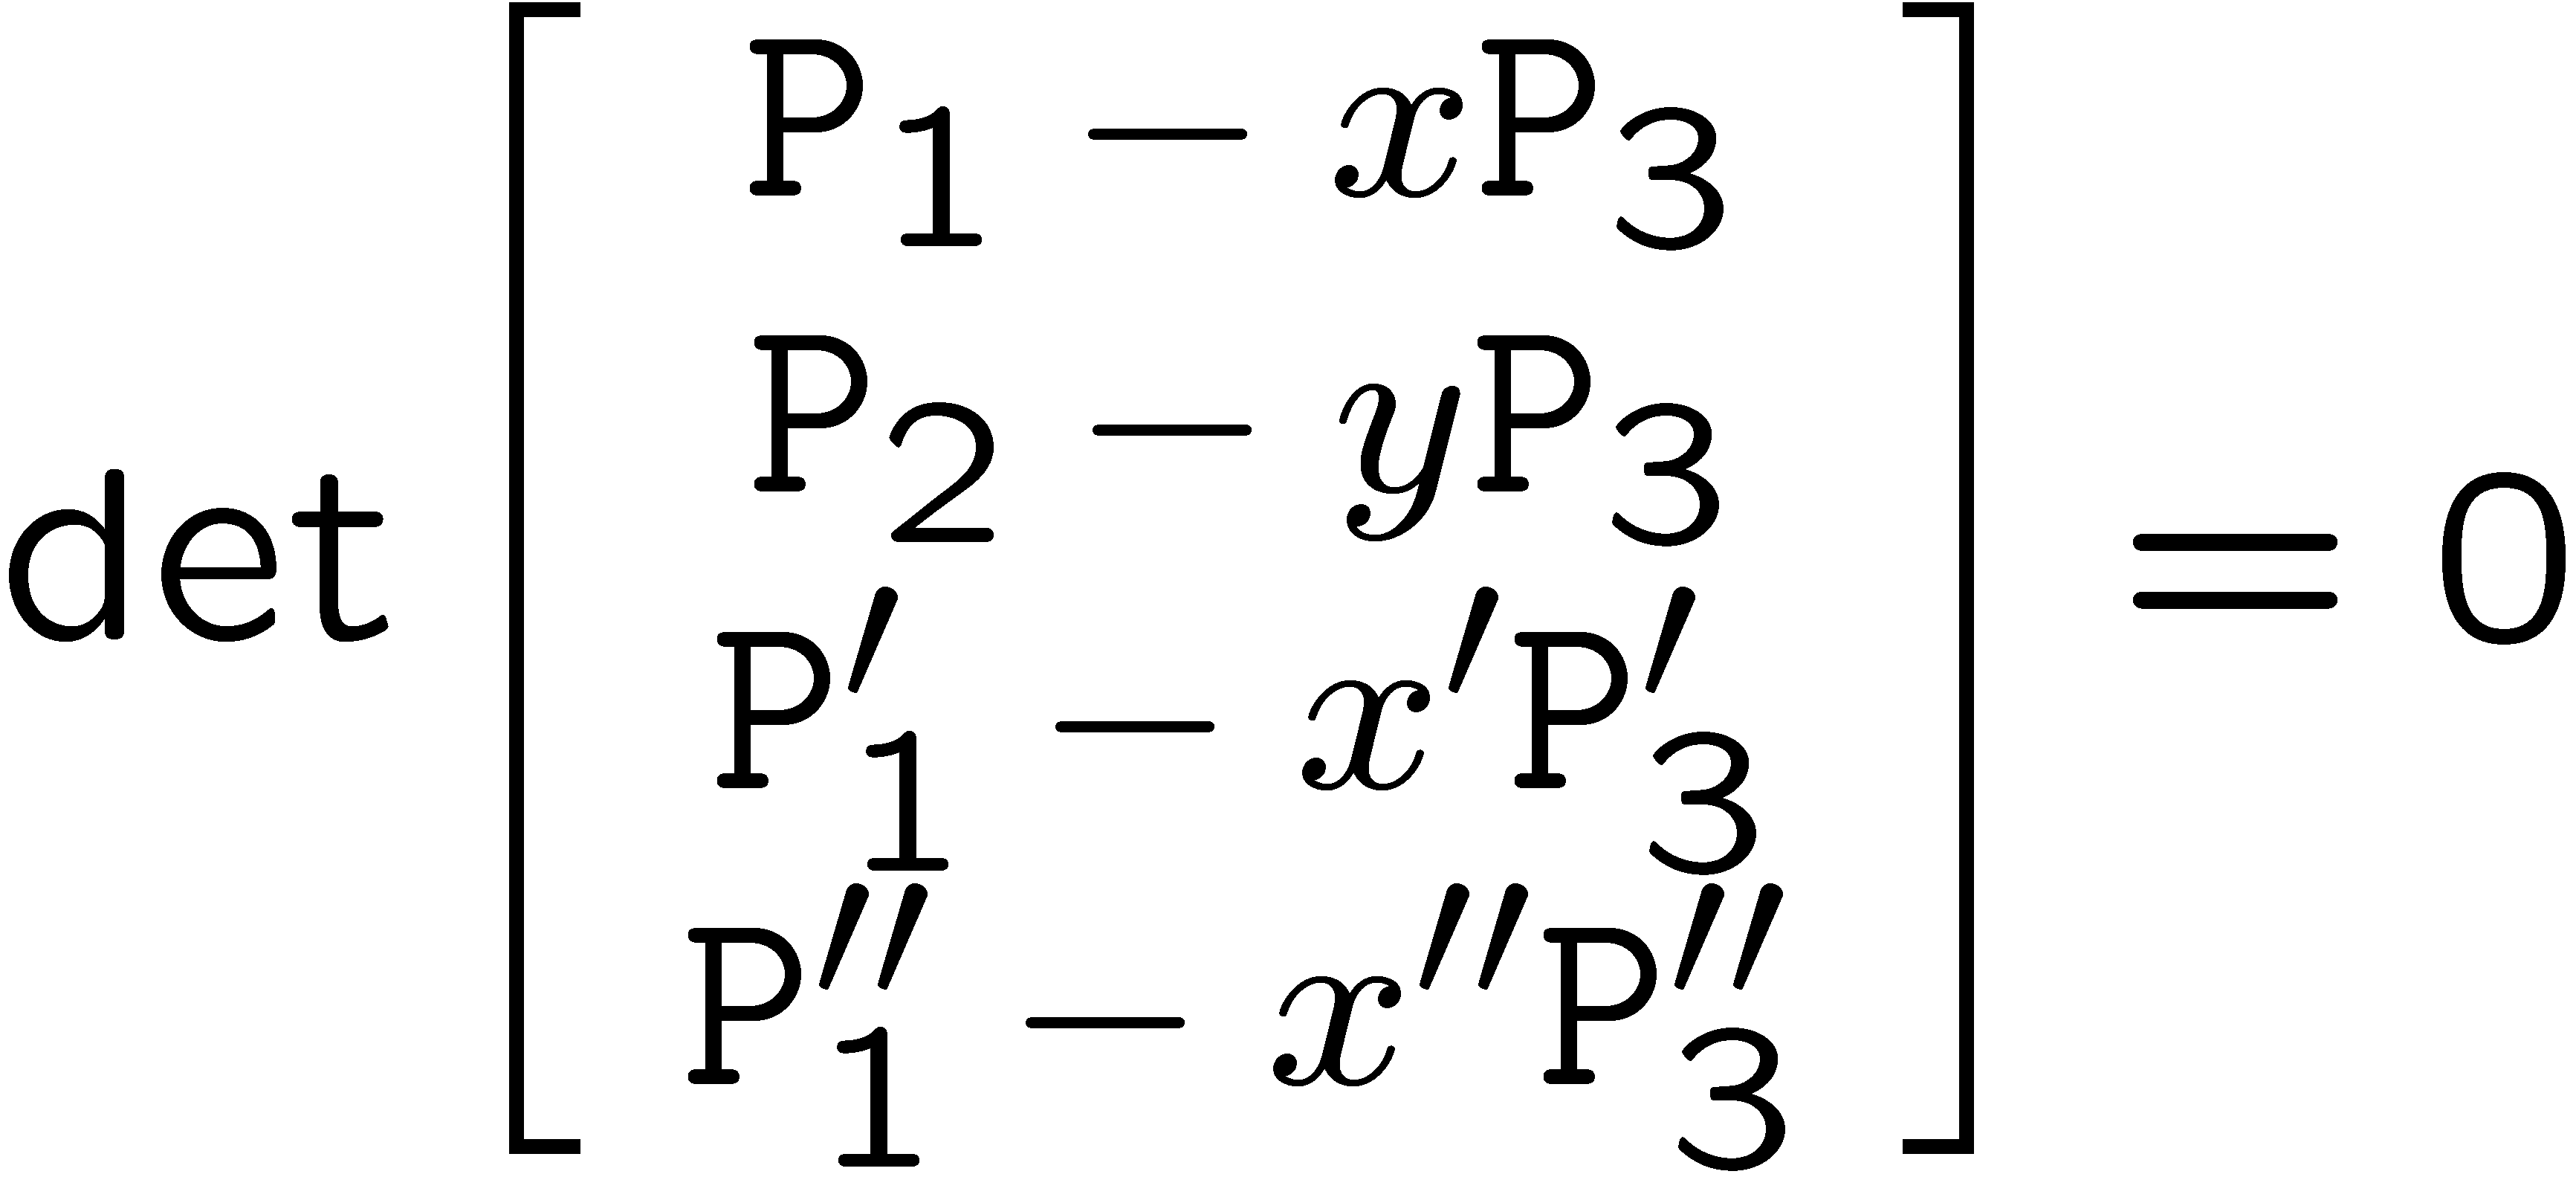 P₁ − xP₃
P₂ − yP₃
det [ ] = 0
P′₁ − x′P′₃
P″₁ − x″P″₃